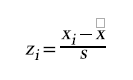 zᵢ = (xᵢ − x) / s